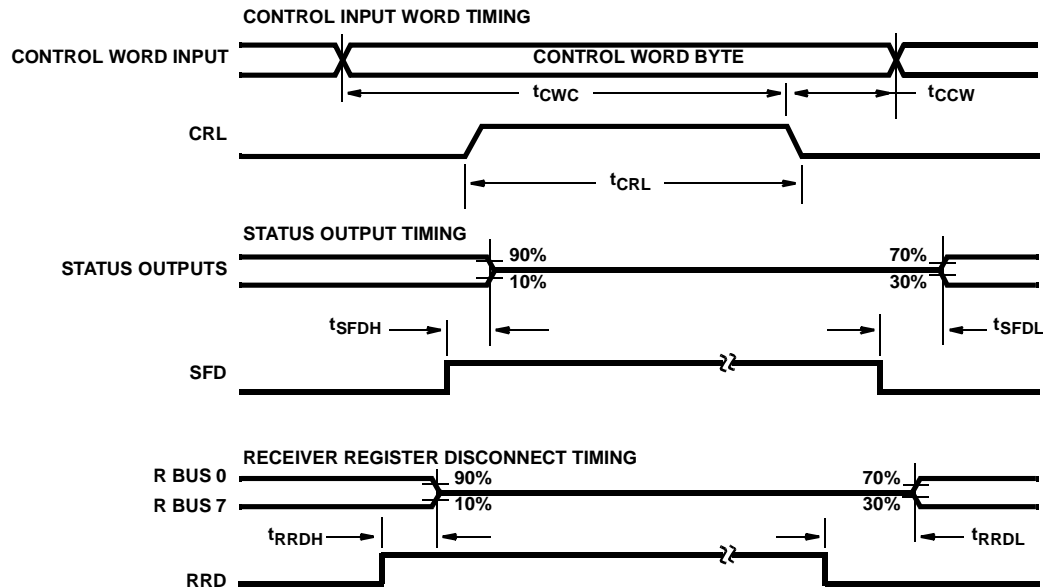 CONTROL INPUT WORD TIMING
CONTROL WORD INPUT
CONTROL WORD BYTE
tCWC
tCCW
CRL
tCRL
STATUS OUTPUT TIMING
STATUS OUTPUTS
90%
10%
70%
30%
tSFDH
tSFDL
SFD
RECEIVER REGISTER DISCONNECT TIMING
R BUS 0
R BUS 7
90%
10%
70%
30%
tRRDH
tRRDL
RRD